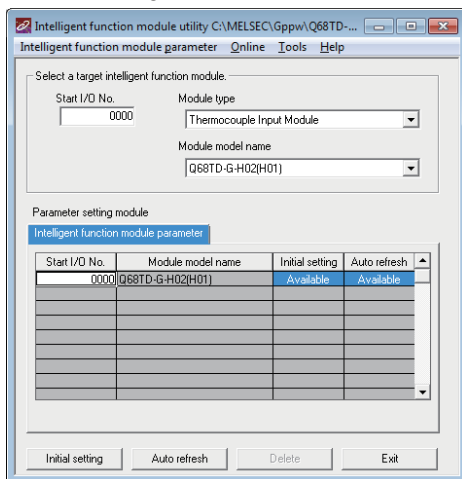 Intelligent function module utility C:\MELSEC\Gppw\Q68TD-...
Intelligent function module parameter Online Tools Help
Select a target intelligent function module.
Start I/O No. Module type
0000 Thermocouple Input Module
Module model name
Q68TD-G-H02(H01)
Parameter setting module
Intelligent function module parameter
Start I/O No. Module model name Initial setting Auto refresh
0000 Q68TD-G-H02(H01) Available Available
Initial setting Auto refresh Delete Exit